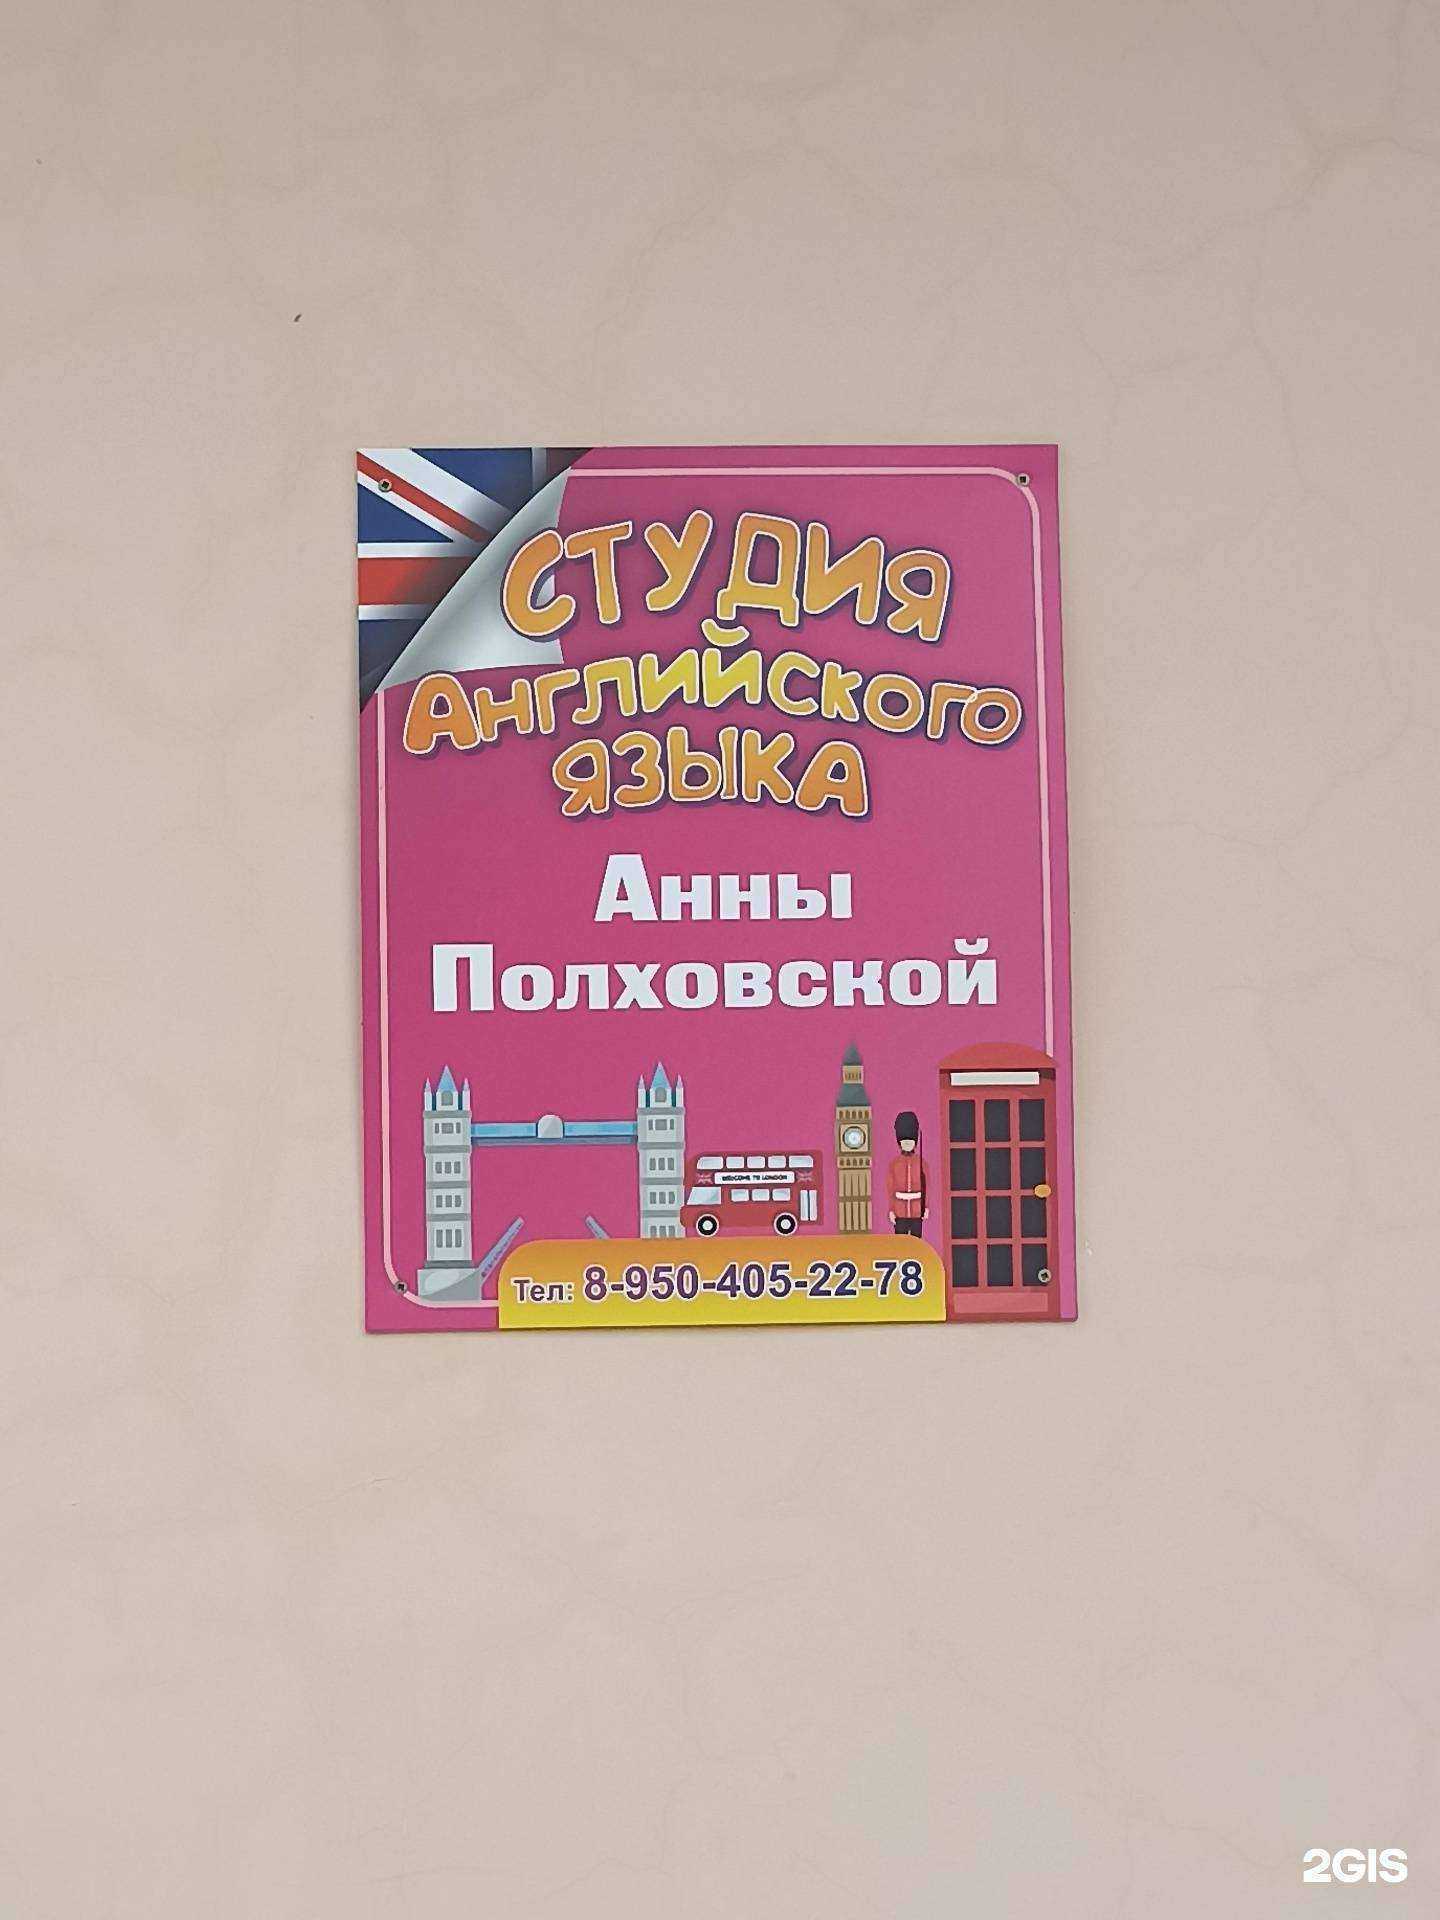 Студия
Английского
языка
Анны
Полховской
WELCOME TO LONDON
Тел: 8-950-405-22-78
2GIS